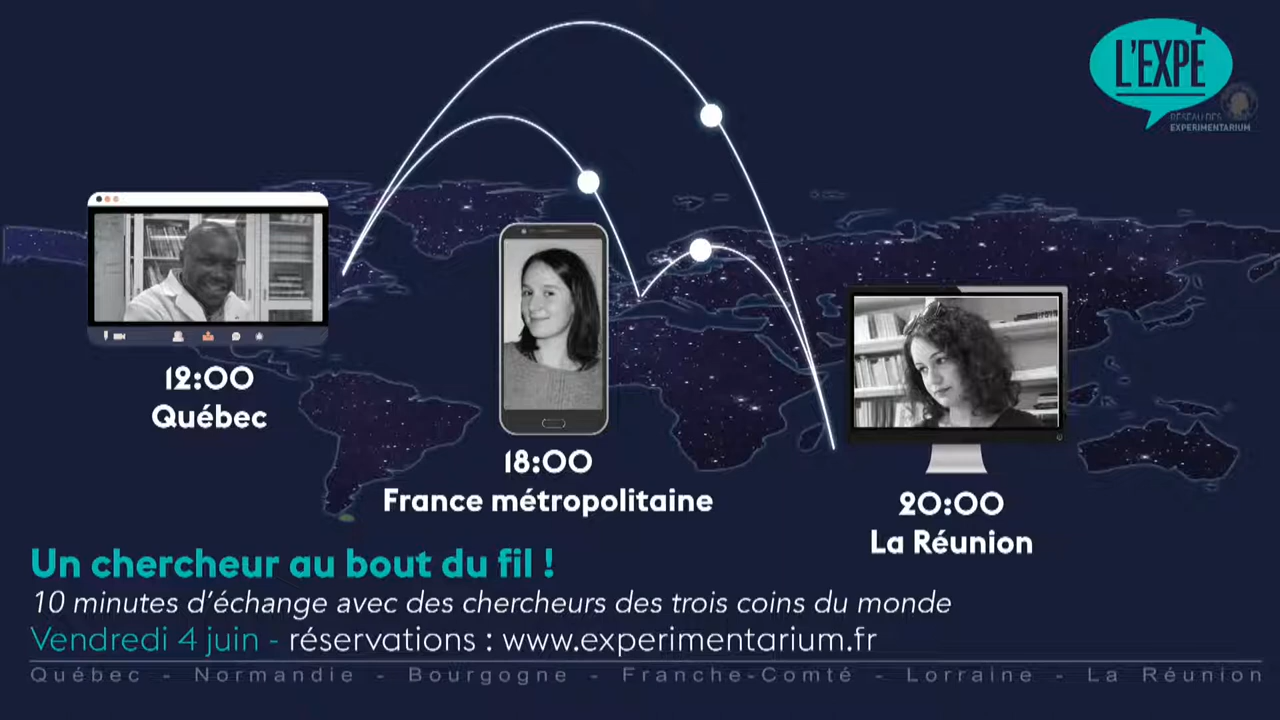 L'EXPÉ
RÉSEAU DES
EXPERIMENTARIUM
12:00
Québec
18:00
France métropolitaine
20:00
La Réunion
Un chercheur au bout du fil !
10 minutes d'échange avec des chercheurs des trois coins du monde
Vendredi 4 juin - réservations : www.experimentarium.fr
Québec - Normandie - Bourgogne - Franche-Comté - Lorraine - La Réunion